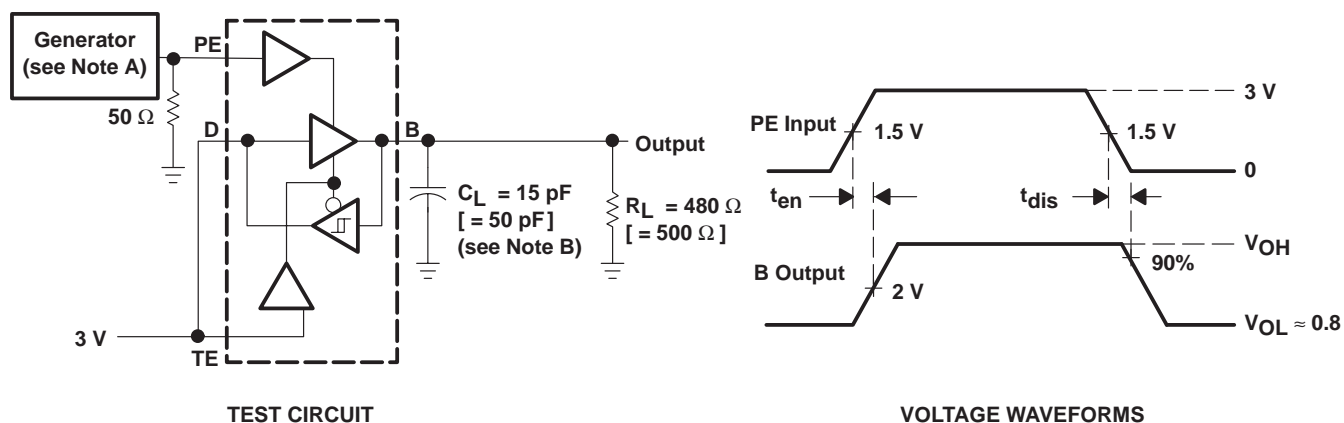 Generator
(see Note A)
PE
50 Ω
D
B
Output
C_L = 15 pF
[ = 50 pF]
(see Note B)
R_L = 480 Ω
[ = 500 Ω ]
3 V
TE
TEST CIRCUIT
3 V
PE Input
1.5 V
1.5 V
0
t_en
t_dis
V_OH
90%
B Output
2 V
V_OL ≈ 0.8
VOLTAGE WAVEFORMS